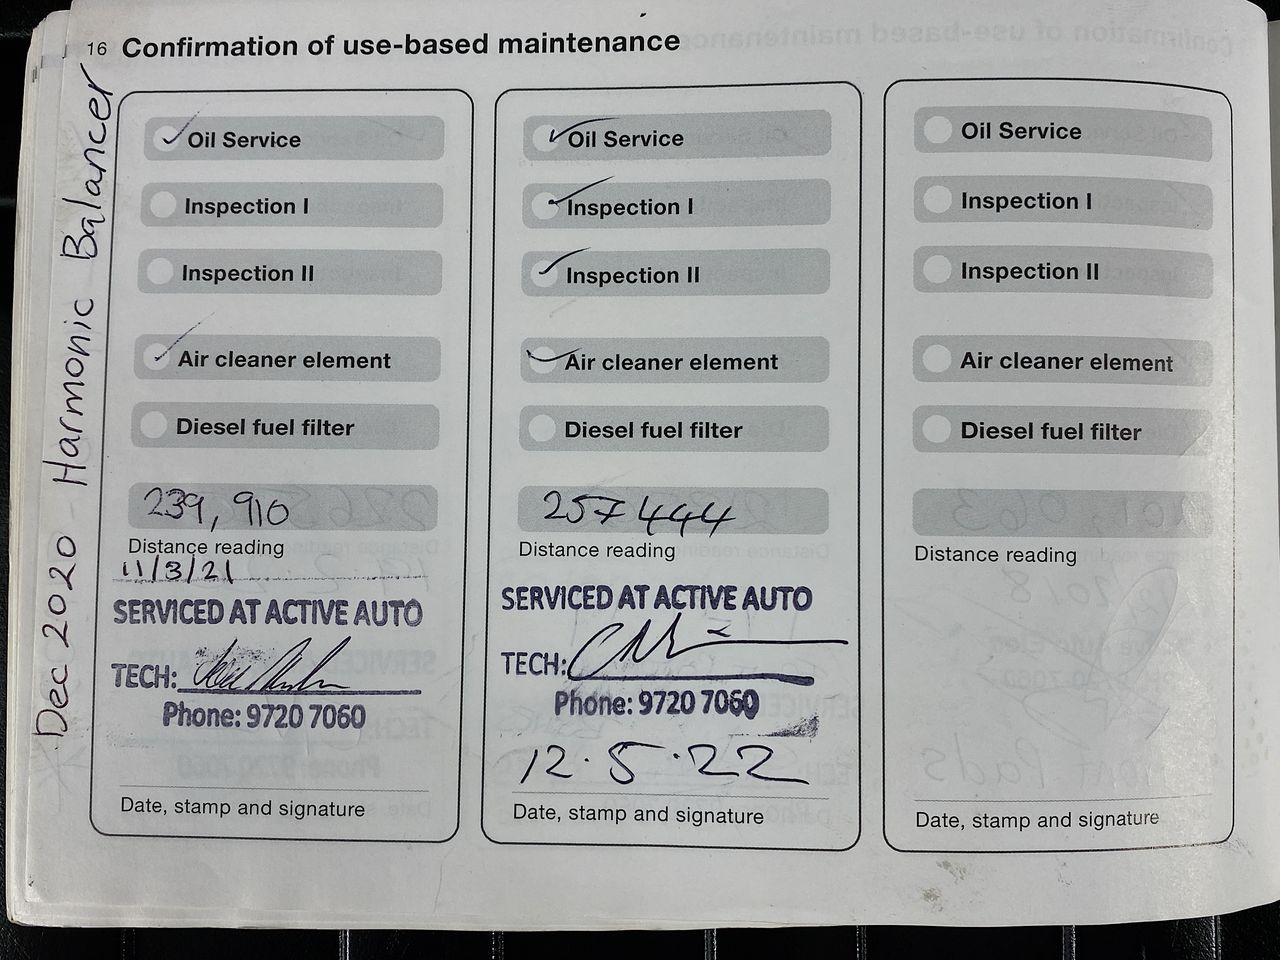 16 Confirmation of use-based maintenance
Dec 2020 - Harmonic Balancer
Oil Service
Inspection I
Inspection II
Air cleaner element
Diesel fuel filter
239,910
Distance reading
11/3/21
SERVICED AT ACTIVE AUTO
TECH:
Phone: 9720 7060
Date, stamp and signature
Oil Service
Inspection I
Inspection II
Air cleaner element
Diesel fuel filter
257444
Distance reading
SERVICED AT ACTIVE AUTO
TECH:
Phone: 9720 7060
12.5.22
Date, stamp and signature
Oil Service
Inspection I
Inspection II
Air cleaner element
Diesel fuel filter
Distance reading
Date, stamp and signature